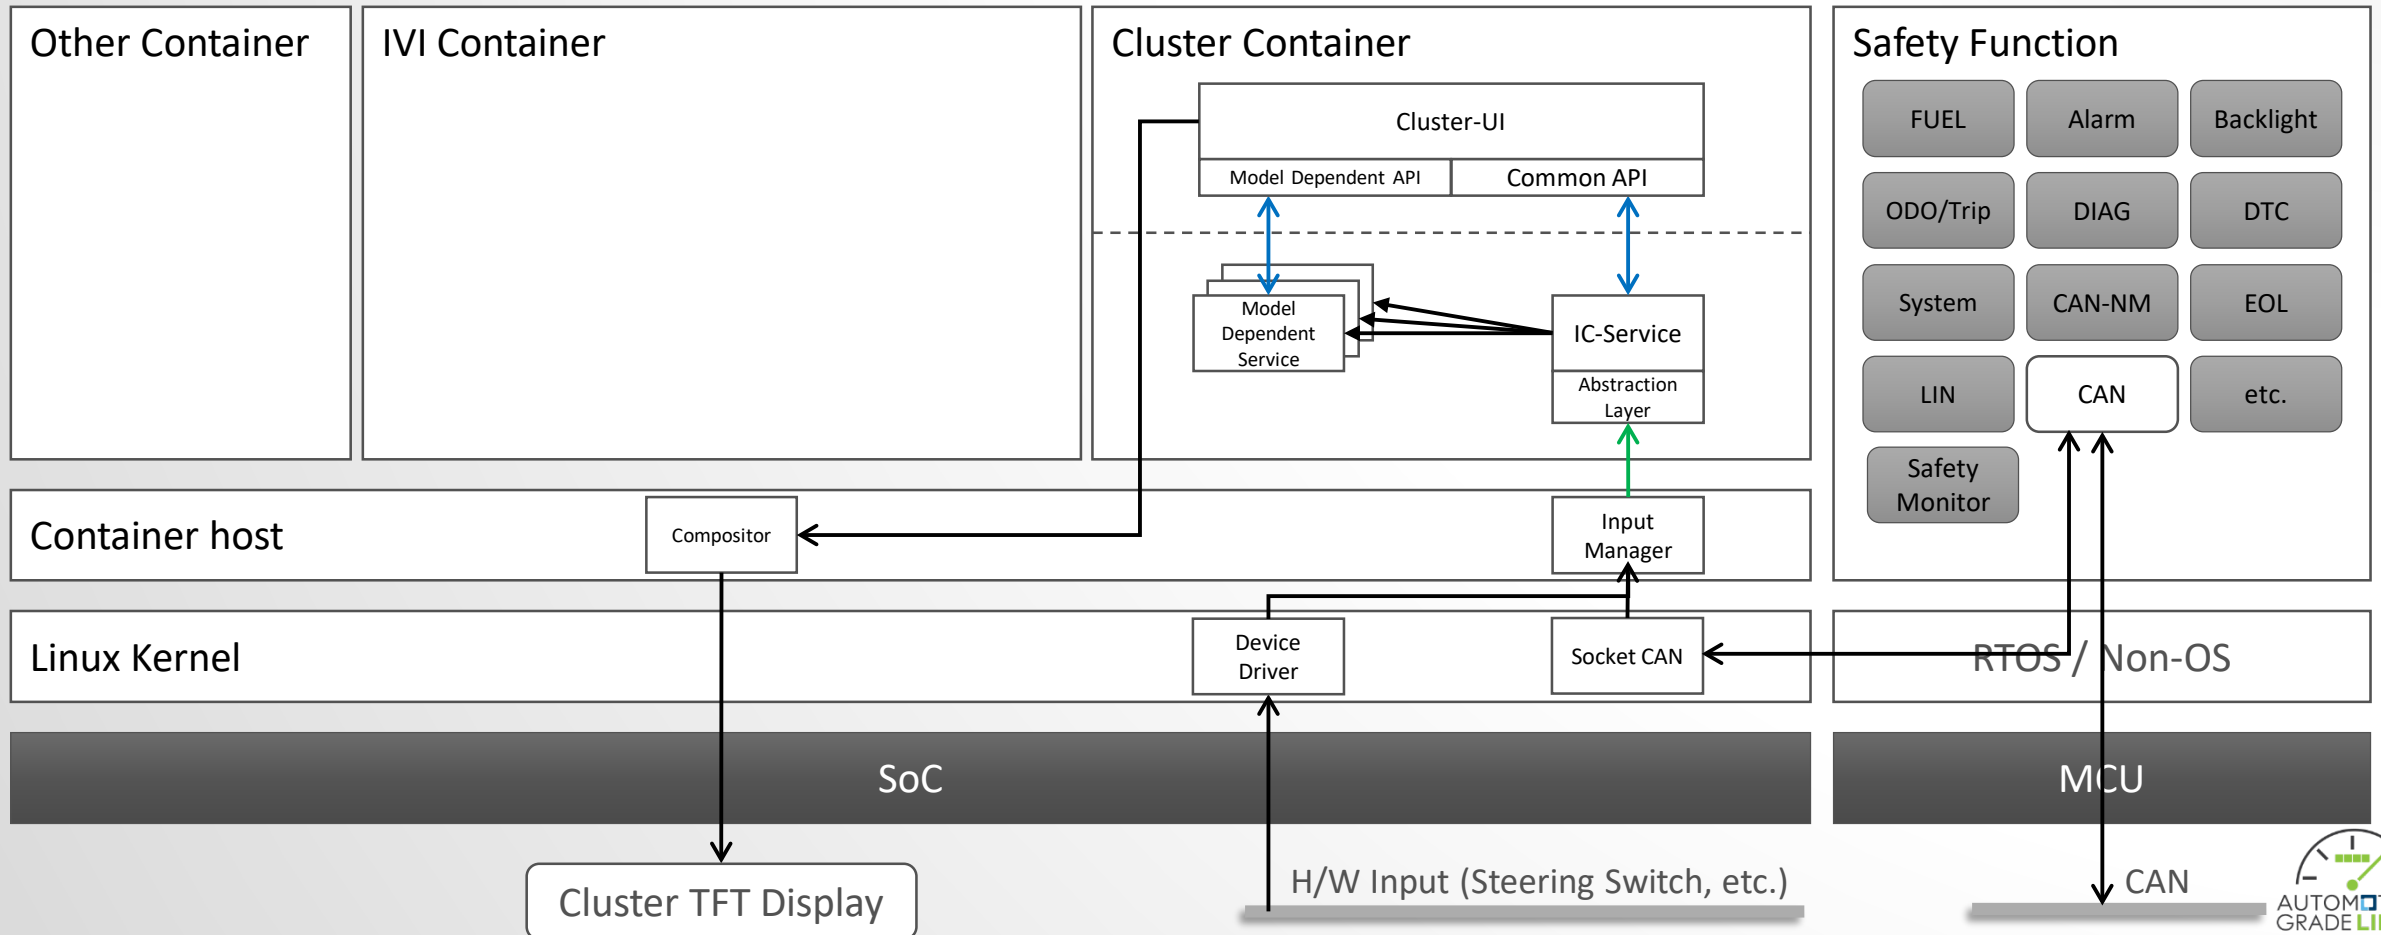 Other Container
IVI Container
Cluster Container
Safety Function
Cluster-UI
Model Dependent API
Common API
Model
Dependent
Service
IC-Service
Abstraction
Layer
FUEL
Alarm
Backlight
ODO/Trip
DIAG
DTC
System
CAN-NM
EOL
LIN
CAN
etc.
Safety
Monitor
Container host
Compositor
Input
Manager
Linux Kernel
Device
Driver
Socket CAN
RTOS / Non-OS
SoC
MCU
Cluster TFT Display
H/W Input (Steering Switch, etc.)
CAN